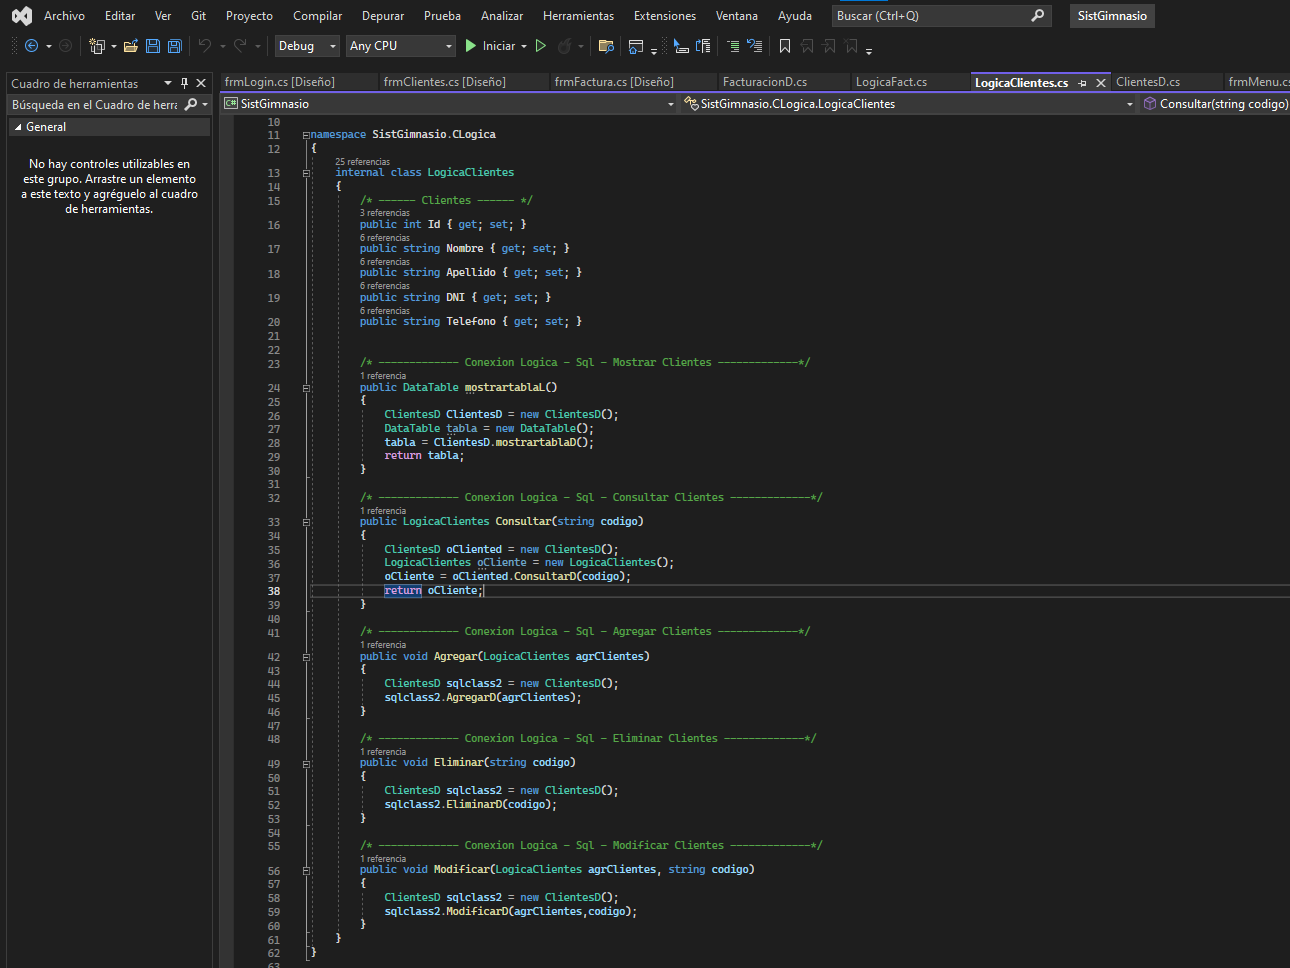 Archivo Editar Ver Git Proyecto Compilar Depurar Prueba Analizar Herramientas Extensiones Ventana Ayuda Buscar (Ctrl+Q) SistGimnasio
Debug Any CPU Iniciar
Cuadro de herramientas
Búsqueda en el Cuadro de herra
General
No hay controles utilizables en
este grupo. Arrastre un elemento
a este texto y agréguelo al cuadro
de herramientas.
frmLogin.cs [Diseño] frmClientes.cs [Diseño] frmFactura.cs [Diseño] FacturacionD.cs LogicaFact.cs LogicaClientes.cs ClientesD.cs frmMenu.cs
C# SistGimnasio SistGimnasio.CLogica.LogicaClientes Consultar(string codigo)
10
11 namespace SistGimnasio.CLogica
12 {
25 referencias
13 internal class LogicaClientes
14 {
15 /* ------ Clientes ------ */
3 referencias
16 public int Id { get; set; }
6 referencias
17 public string Nombre { get; set; }
6 referencias
18 public string Apellido { get; set; }
6 referencias
19 public string DNI { get; set; }
6 referencias
20 public string Telefono { get; set; }
21
22
23 /* ------------- Conexion Logica - Sql - Mostrar Clientes -------------*/
1 referencia
24 public DataTable mostrartablaL()
25 {
26 ClientesD ClientesD = new ClientesD();
27 DataTable tabla = new DataTable();
28 tabla = ClientesD.mostrartablaD();
29 return tabla;
30 }
31
32 /* ------------- Conexion Logica - Sql - Consultar Clientes -------------*/
1 referencia
33 public LogicaClientes Consultar(string codigo)
34 {
35 ClientesD oCliented = new ClientesD();
36 LogicaClientes oCliente = new LogicaClientes();
37 oCliente = oCliented.ConsultarD(codigo);
38 return oCliente;
39 }
40
41 /* ------------- Conexion Logica - Sql - Agregar Clientes -------------*/
1 referencia
42 public void Agregar(LogicaClientes agrClientes)
43 {
44 ClientesD sqlclass2 = new ClientesD();
45 sqlclass2.AgregarD(agrClientes);
46 }
47
48 /* ------------- Conexion Logica - Sql - Eliminar Clientes -------------*/
1 referencia
49 public void Eliminar(string codigo)
50 {
51 ClientesD sqlclass2 = new ClientesD();
52 sqlclass2.EliminarD(codigo);
53 }
54
55 /* ------------- Conexion Logica - Sql - Modificar Clientes -------------*/
1 referencia
56 public void Modificar(LogicaClientes agrClientes, string codigo)
57 {
58 ClientesD sqlclass2 = new ClientesD();
59 sqlclass2.ModificarD(agrClientes,codigo);
60 }
61 }
62 }
63